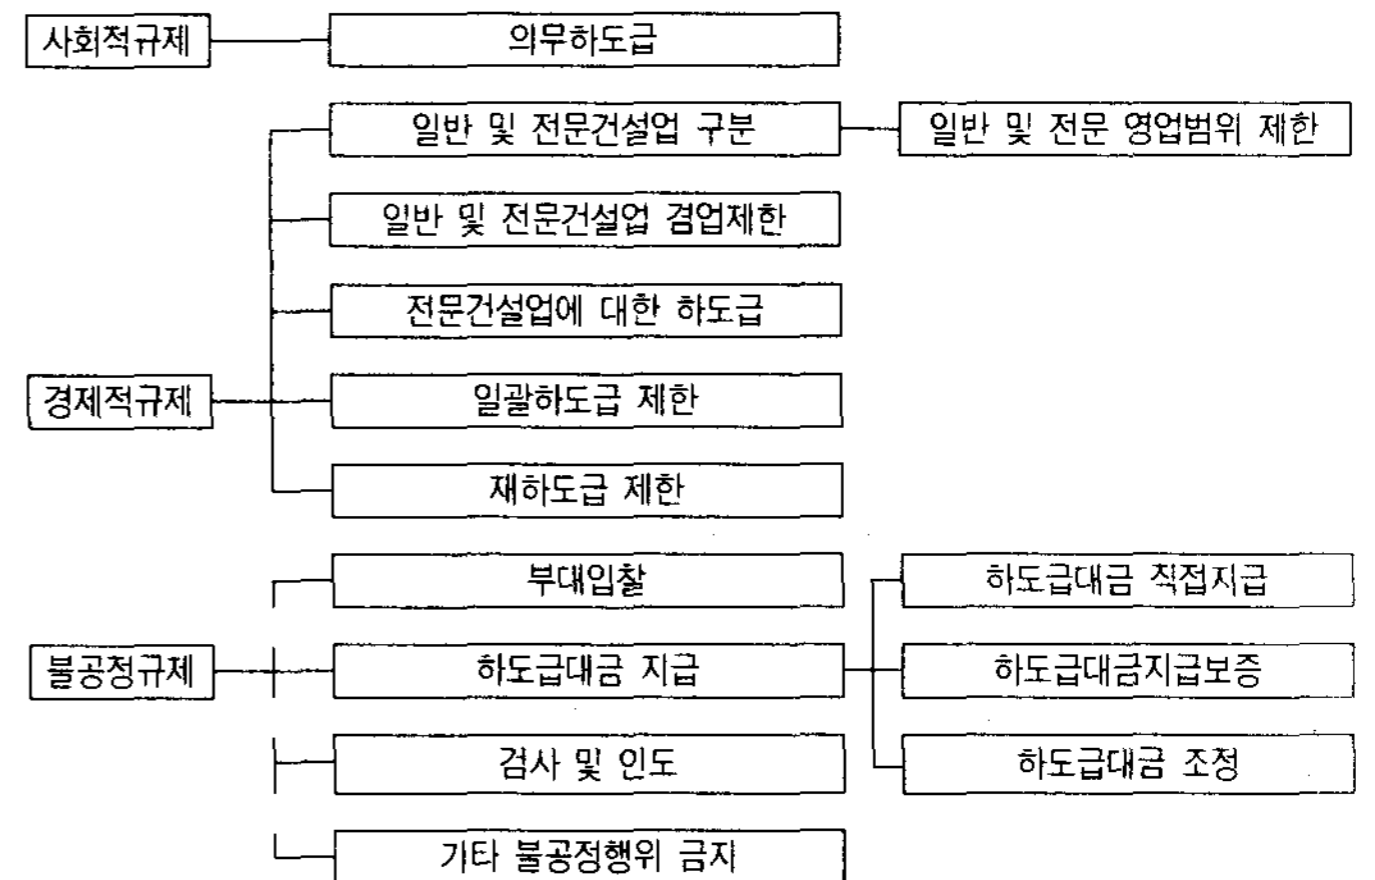 사회적규제
의무하도급
일반 및 전문건설업 구분
일반 및 전문 영업범위 제한
일반 및 전문건설업 겸업제한
전문건설업에 대한 하도급
경제적규제
일괄하도급 제한
재하도급 제한
부대입찰
하도급대금 직접지급
불공정규제
하도급대금 지급
하도급대금지급보증
검사 및 인도
하도급대금 조정
기타 불공정행위 금지